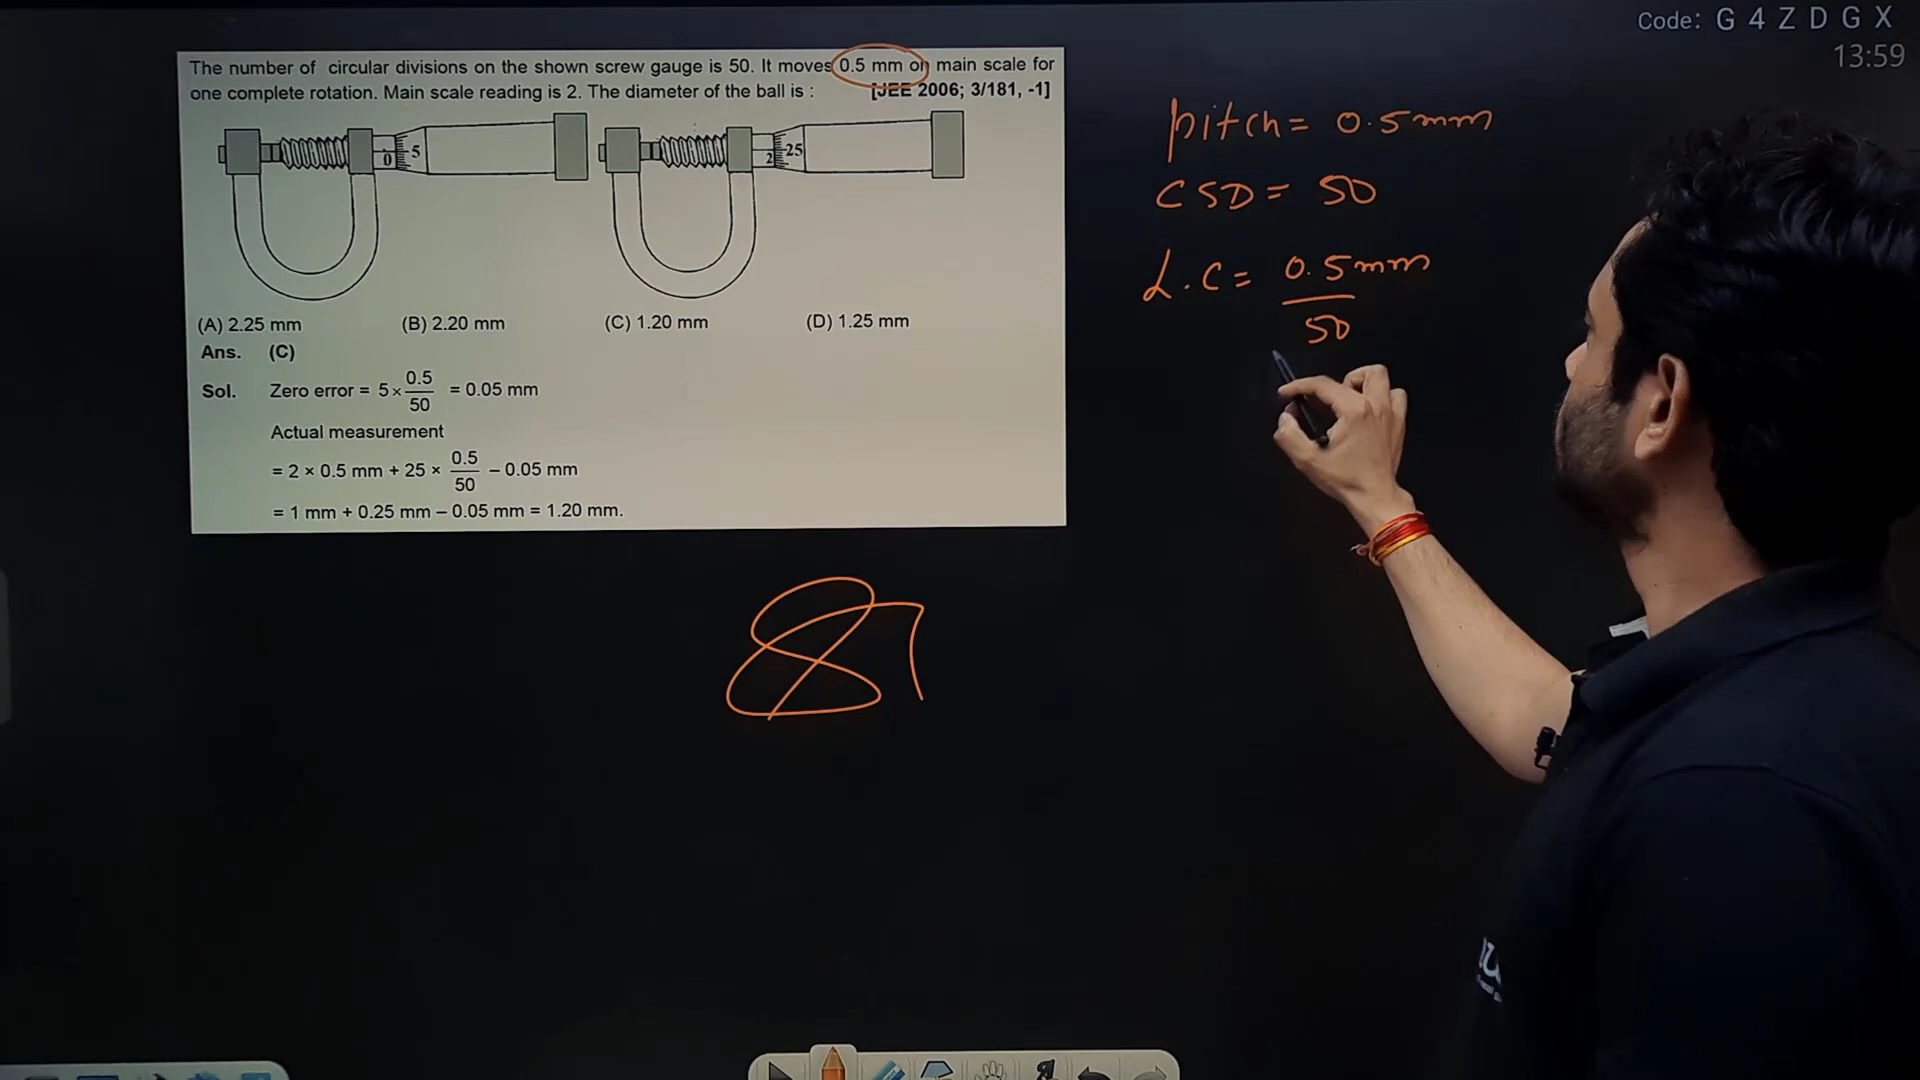 Code: G 4 Z D G X
13:59
The number of circular divisions on the shown screw gauge is 50. It moves 0.5 mm on main scale for
one complete rotation. Main scale reading is 2. The diameter of the ball is : [JEE 2006; 3/181, -1]
0 5
2 25
(A) 2.25 mm (B) 2.20 mm (C) 1.20 mm (D) 1.25 mm
Ans. (C)
Sol. Zero error = 5 × 0.5/50 = 0.05 mm
Actual measurement
= 2 × 0.5 mm + 25 × 0.5/50 – 0.05 mm
= 1 mm + 0.25 mm – 0.05 mm = 1.20 mm.
pitch = 0.5mm
CSD = 50
L.C = 0.5mm/50